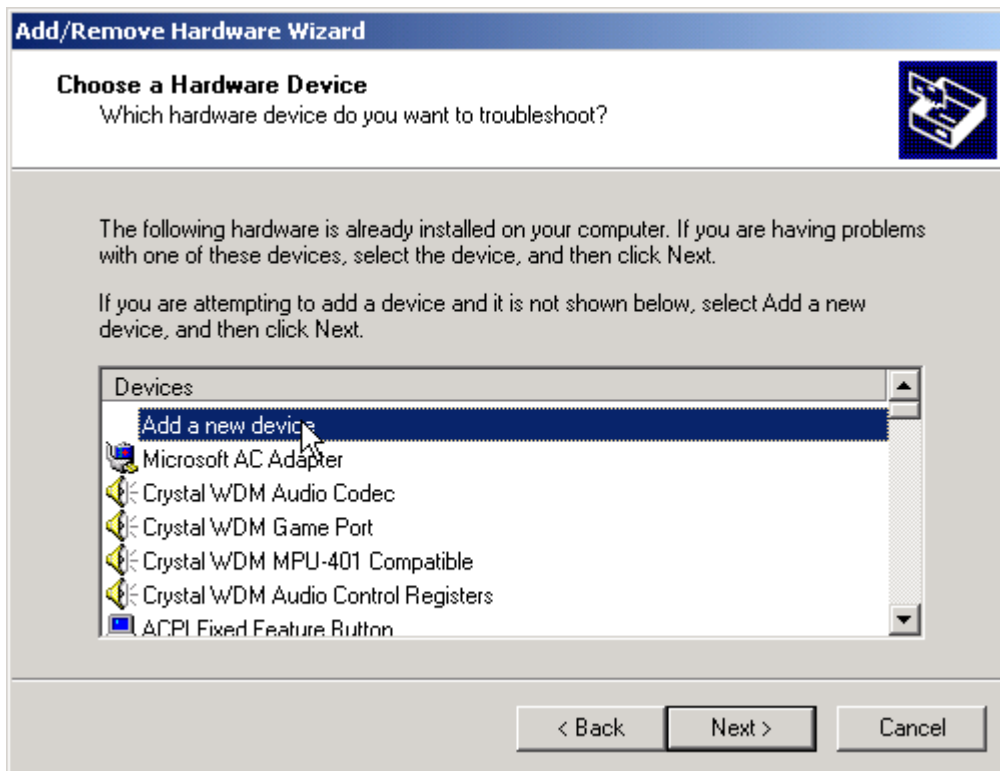 Add/Remove Hardware Wizard
Choose a Hardware Device
Which hardware device do you want to troubleshoot?
The following hardware is already installed on your computer. If you are having problems
with one of these devices, select the device, and then click Next.
If you are attempting to add a device and it is not shown below, select Add a new
device, and then click Next.
Devices
Add a new device
Microsoft AC Adapter
Crystal WDM Audio Codec
Crystal WDM Game Port
Crystal WDM MPU-401 Compatible
Crystal WDM Audio Control Registers
ACPI Fixed Feature Button
< Back
Next >
Cancel